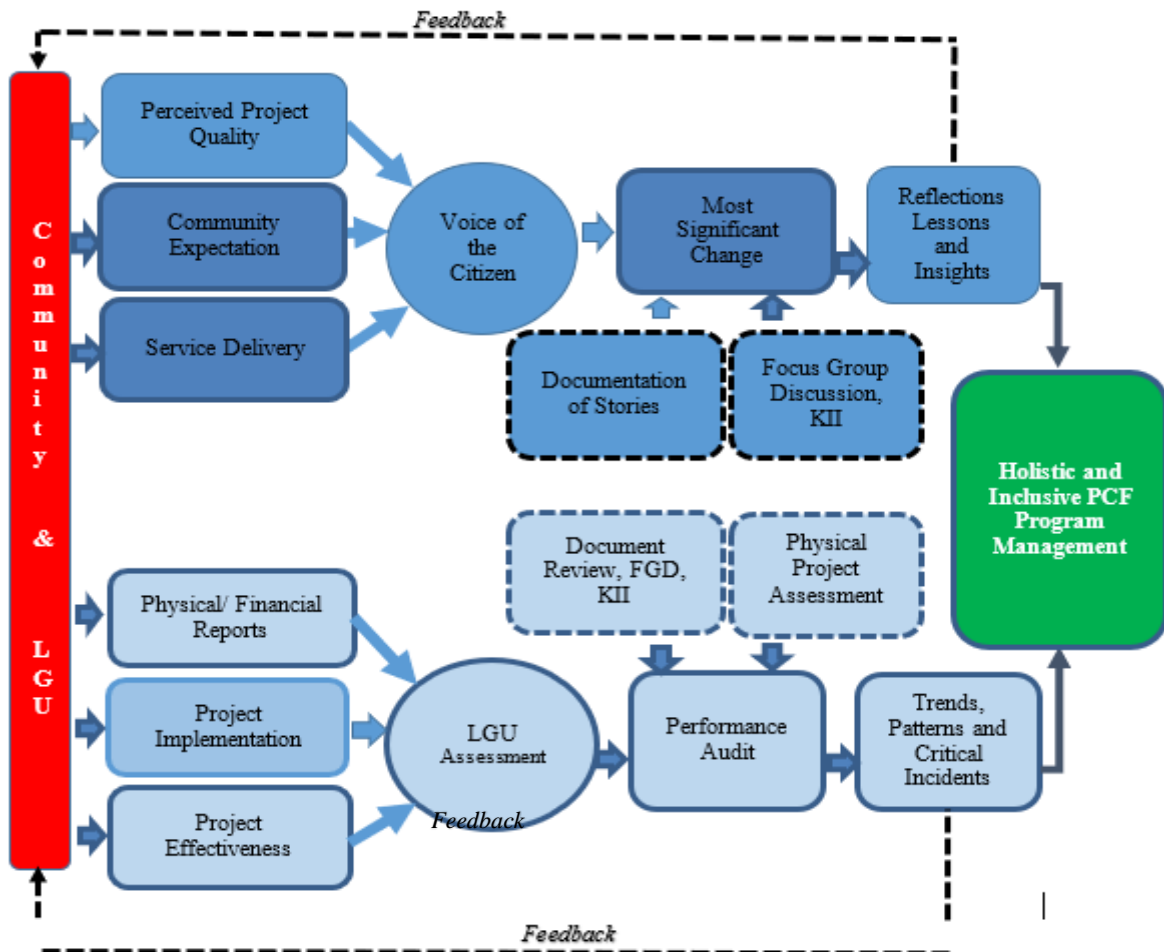 Feedback
Community & LGU
Perceived Project
Quality
Community
Expectation
Service Delivery
Voice of
the
Citizen
Most
Significant
Change
Reflections
Lessons
and
Insights
Documentation
of Stories
Focus Group
Discussion,
KII
Holistic and
Inclusive PCF
Program
Management
Document
Review, FGD,
KII
Physical
Project
Assessment
Physical/ Financial
Reports
Project
Implementation
Project
Effectiveness
LGU
Assessment
Feedback
Performance
Audit
Trends,
Patterns and
Critical
Incidents
Feedback